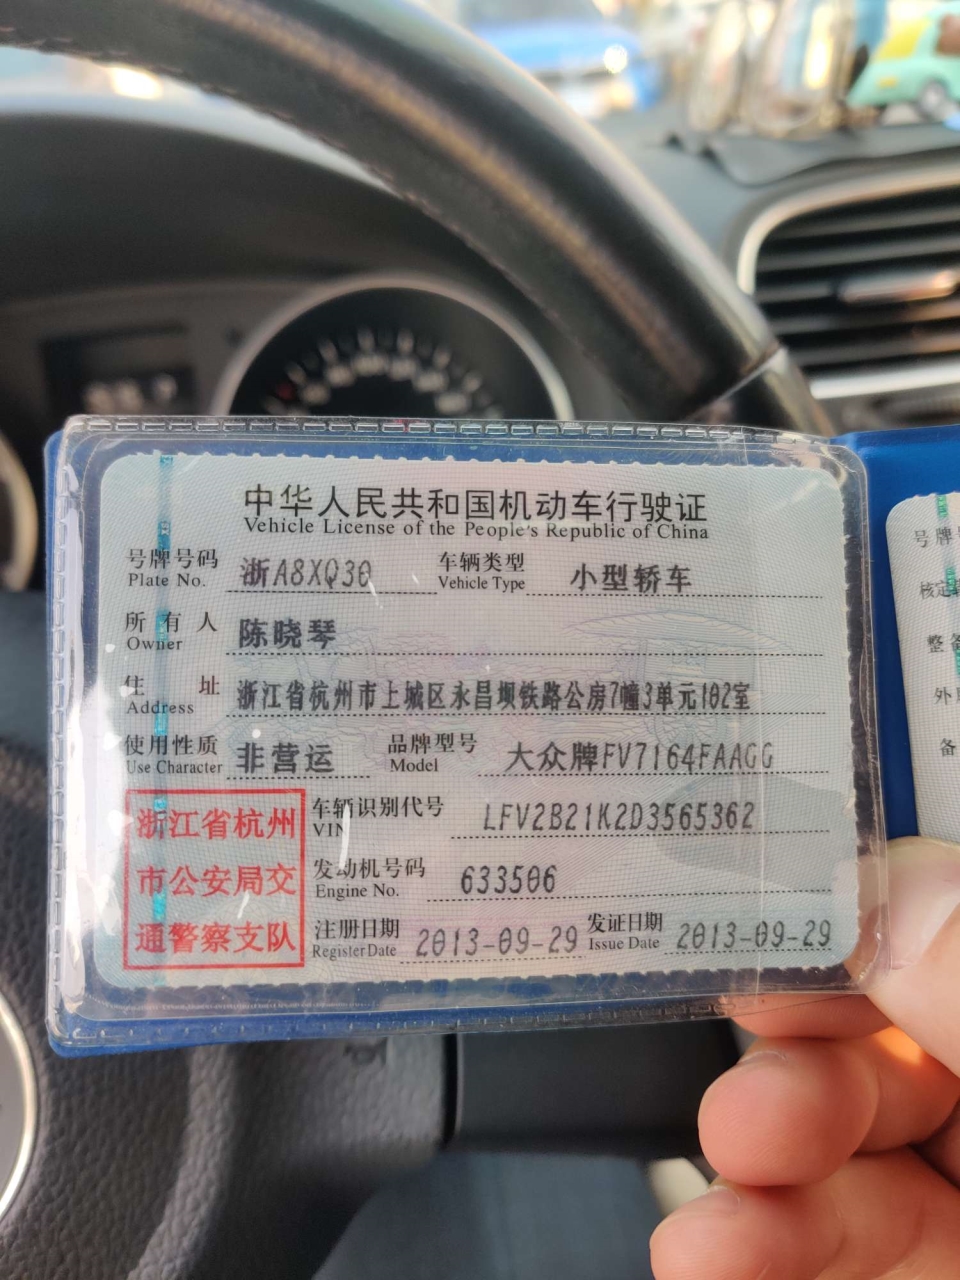 中华人民共和国机动车行驶证
Vehicle License of the People's Republic of China
号牌号码 浙A8XQ30 车辆类型 小型轿车
Plate No. Vehicle Type
所有人 陈晓琴
Owner
住址 浙江省杭州市上城区永昌坝铁路公房7幢3单元102室
Address
使用性质 非营运 品牌型号 大众牌FV7164FAAGG
Use Character Model
浙江省杭州
市公安局交
通警察支队
车辆识别代号 LFV2B21K2D3565362
VIN
发动机号码 633506
Engine No.
注册日期 2013-09-29 发证日期 2013-09-29
Register Date Issue Date
号牌
核定
整备
外
备